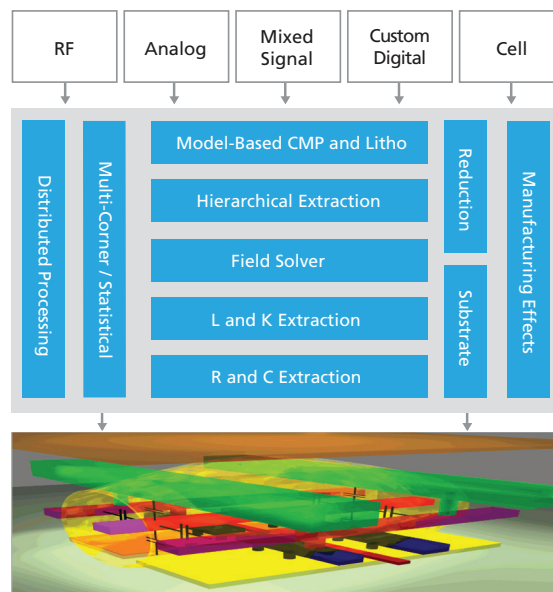 RF
Analog
Mixed
Signal
Custom
Digital
Cell
Distributed Processing
Multi-Corner / Statistical
Model-Based CMP and Litho
Hierarchical Extraction
Field Solver
L and K Extraction
R and C Extraction
Reduction
Substrate
Manufacturing Effects